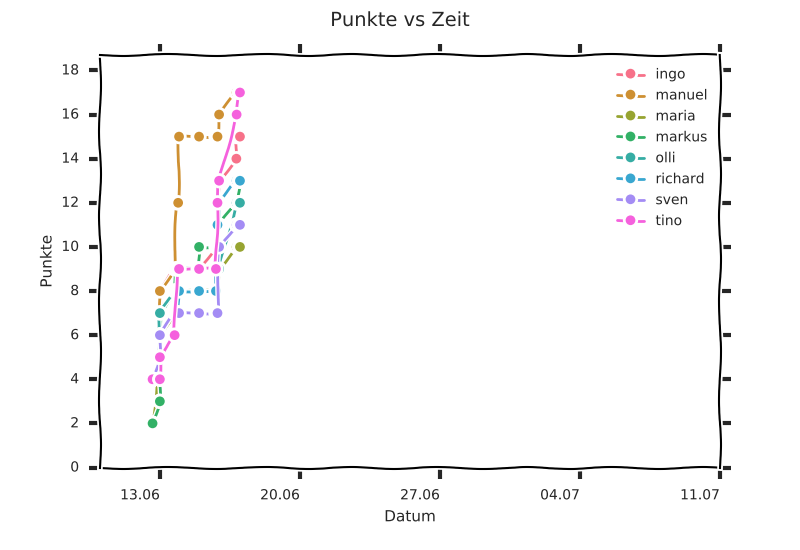 Punkte vs Zeit
18
16
14
12
10
8
6
4
2
0
Punkte
13.06
20.06
27.06
04.07
11.07
Datum
ingo
manuel
maria
markus
olli
richard
sven
tino